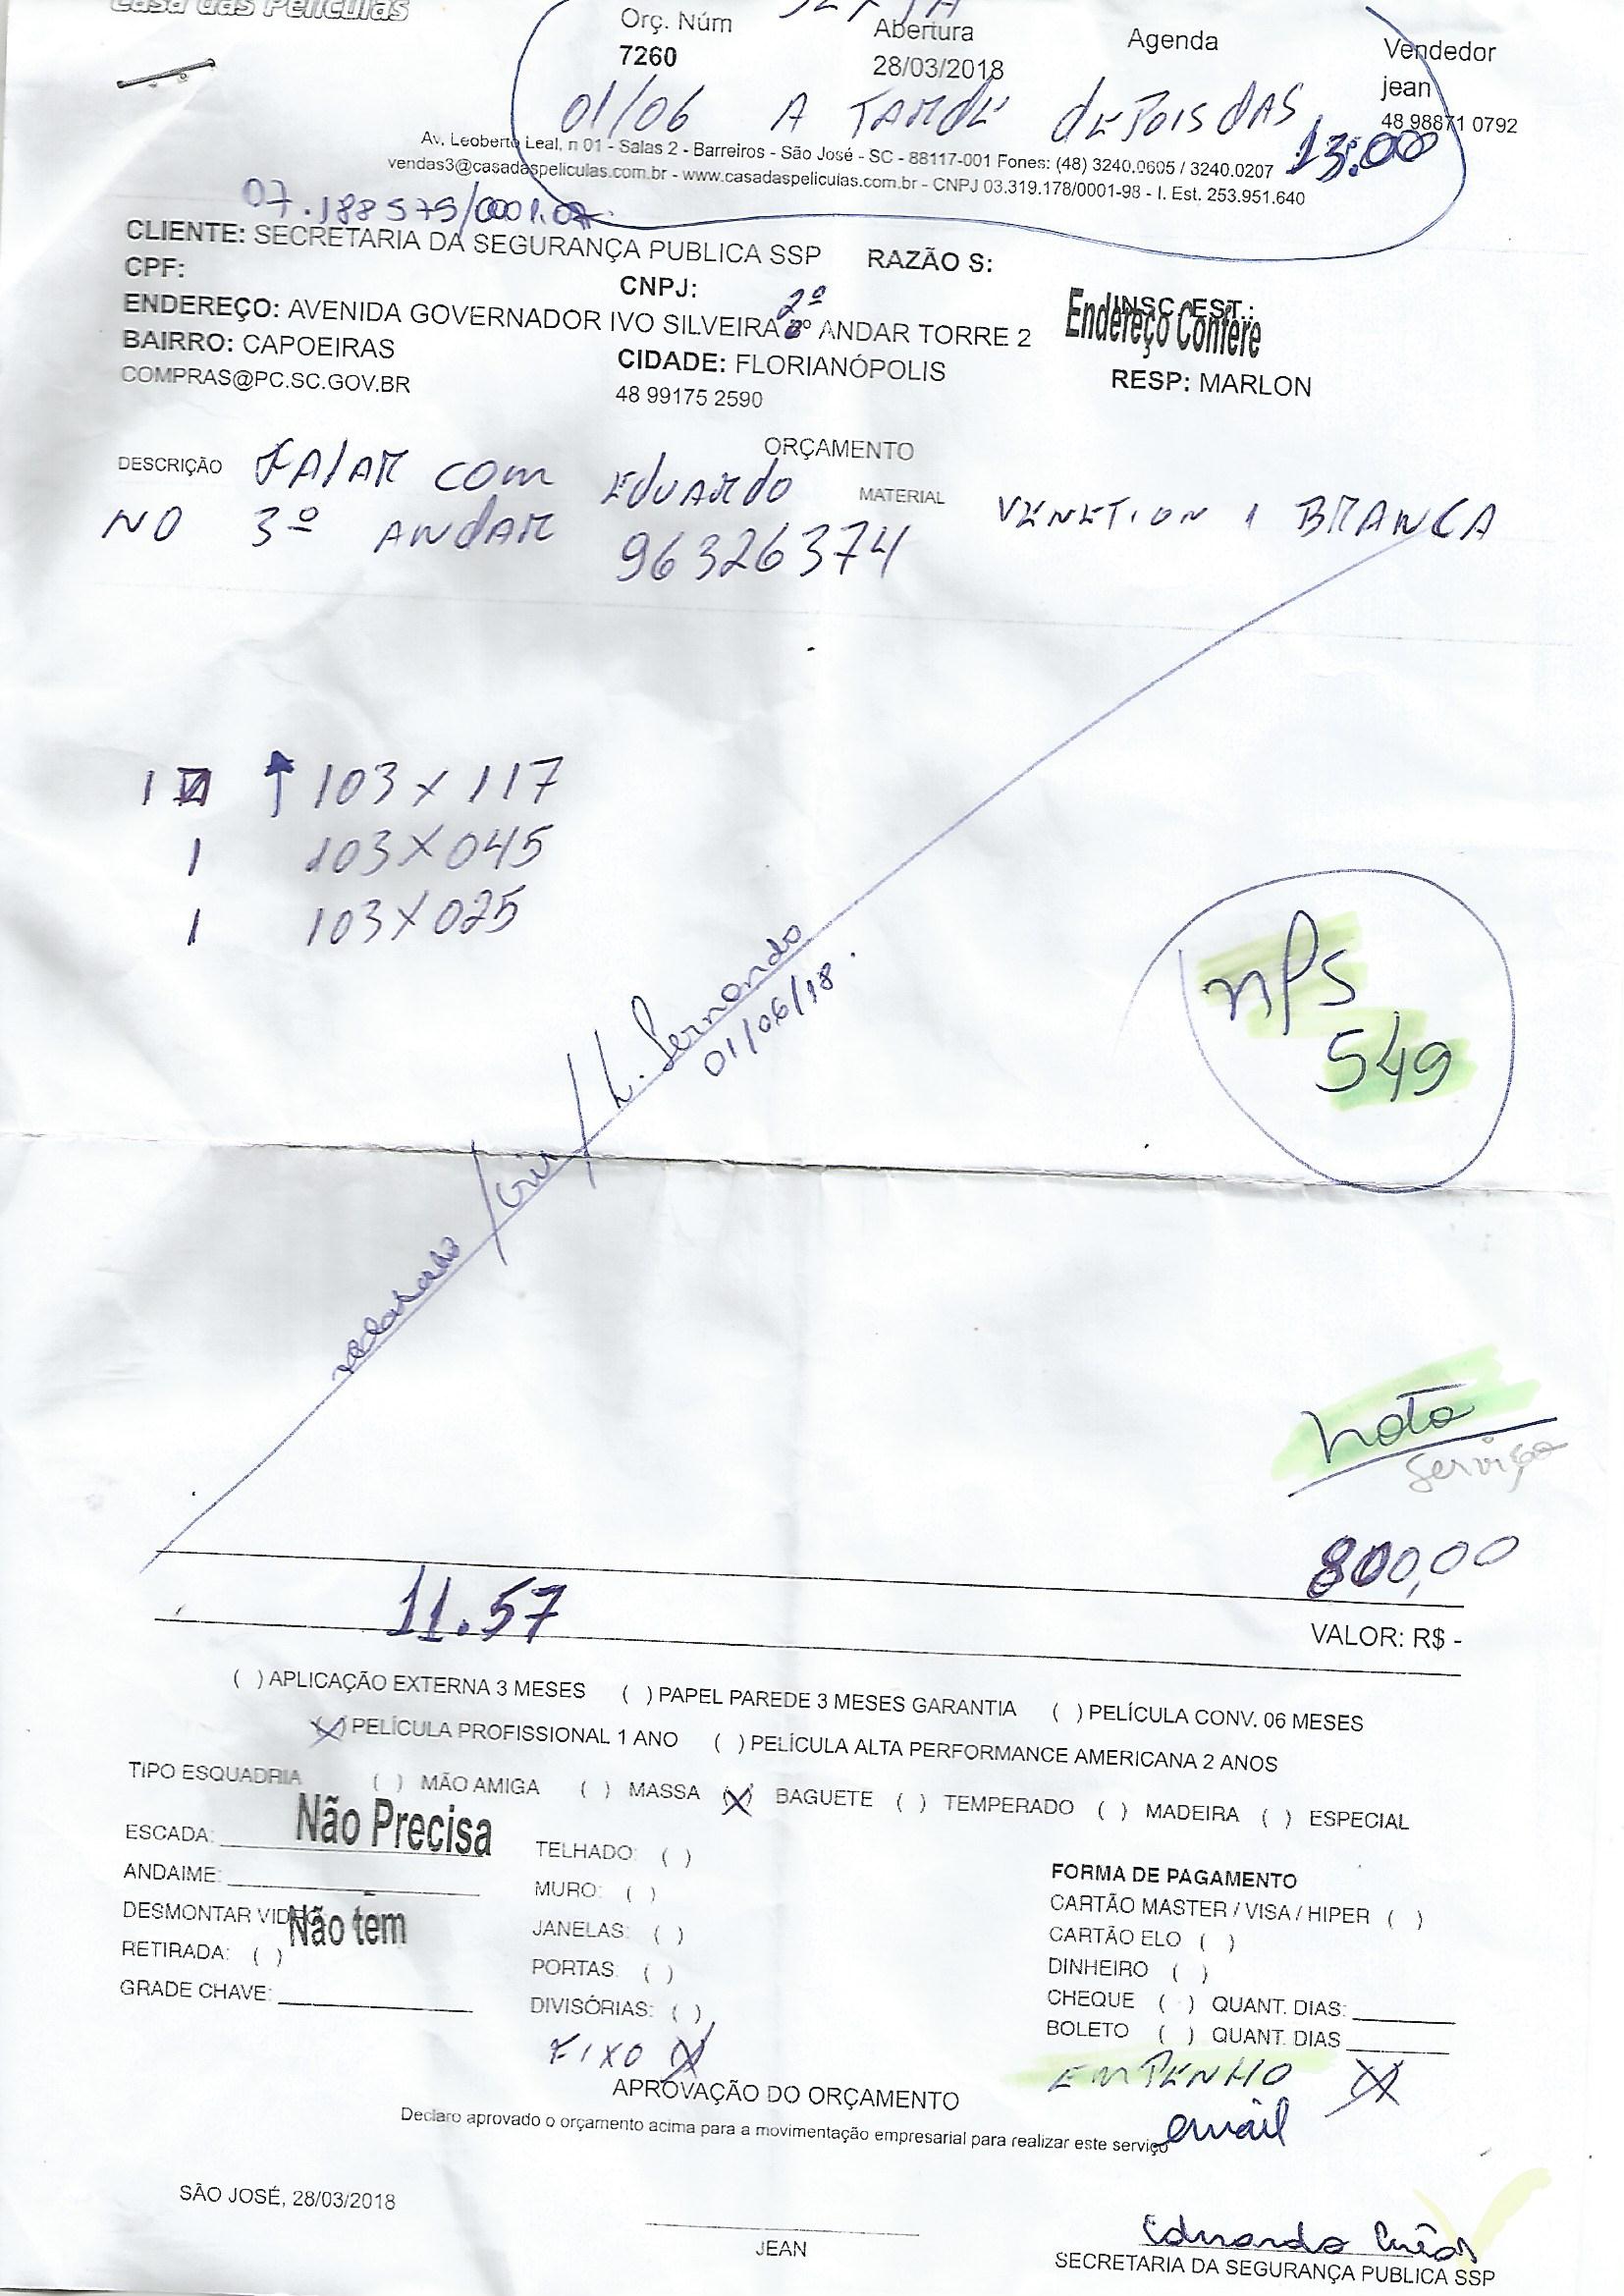 Casa das Películas
Orç. Núm Abertura Agenda Vendedor
7260 28/03/2018 jean
01/06 A TARDE DEPOIS DAS 13:00
48 98871 0792
Av. Leoberto Leal, n 01 - Salas 2 - Barreiros - São José - SC - 88117-001 Fones: (48) 3240.0605 / 3240.0207
vendas3@casadaspeliculas.com.br - www.casadaspeliculas.com.br - CNPJ 03.319.178/0001-98 - I. Est. 253.951.640
CLIENTE: SECRETARIA DA SEGURANÇA PUBLICA SSP RAZÃO S:
CPF: CNPJ: INSC. EST.:
Endereço Confere
2º
ENDEREÇO: AVENIDA GOVERNADOR IVO SILVEIRA ANDAR TORRE 2
BAIRRO: CAPOEIRAS CIDADE: FLORIANÓPOLIS RESP: MARLON
COMPRAS@PC.SC.GOV.BR 48 99175 2590
ORÇAMENTO
DESCRIÇÃO FALAR COM EDUARDO MATERIAL VENETION 1 BRANCA
NO 3º ANDAR 96326374
1 103 x 117
1 103 X 045
1 103 X 025
L. Fernando
01/06/18.
NPS
549
Nota
Serviço
800,00
11.57
VALOR: R$ -
( ) APLICAÇÃO EXTERNA 3 MESES ( ) PAPEL PAREDE 3 MESES GARANTIA ( ) PELÍCULA CONV. 06 MESES
(X) PELÍCULA PROFISSIONAL 1 ANO ( ) PELÍCULA ALTA PERFORMANCE AMERICANA 2 ANOS
TIPO ESQUADRIA ( ) MÃO AMIGA ( ) MASSA (X) BAGUETE ( ) TEMPERADO ( ) MADEIRA ( ) ESPECIAL
ESCADA: Não Precisa TELHADO: ( )
ANDAIME: MURO: ( )
DESMONTAR VIDRO Não tem JANELAS: ( )
RETIRADA: ( ) PORTAS: ( )
GRADE CHAVE: DIVISÓRIAS: ( )
FIXO X
FORMA DE PAGAMENTO
CARTÃO MASTER / VISA / HIPER ( )
CARTÃO ELO ( )
DINHEIRO ( )
CHEQUE ( ) QUANT. DIAS:
BOLETO ( ) QUANT. DIAS
EMPENHO X
email
APROVAÇÃO DO ORÇAMENTO
Declaro aprovado o orçamento acima para a movimentação empresarial para realizar este serviço
SÃO JOSÉ, 28/03/2018
JEAN
SECRETARIA DA SEGURANÇA PUBLICA SSP